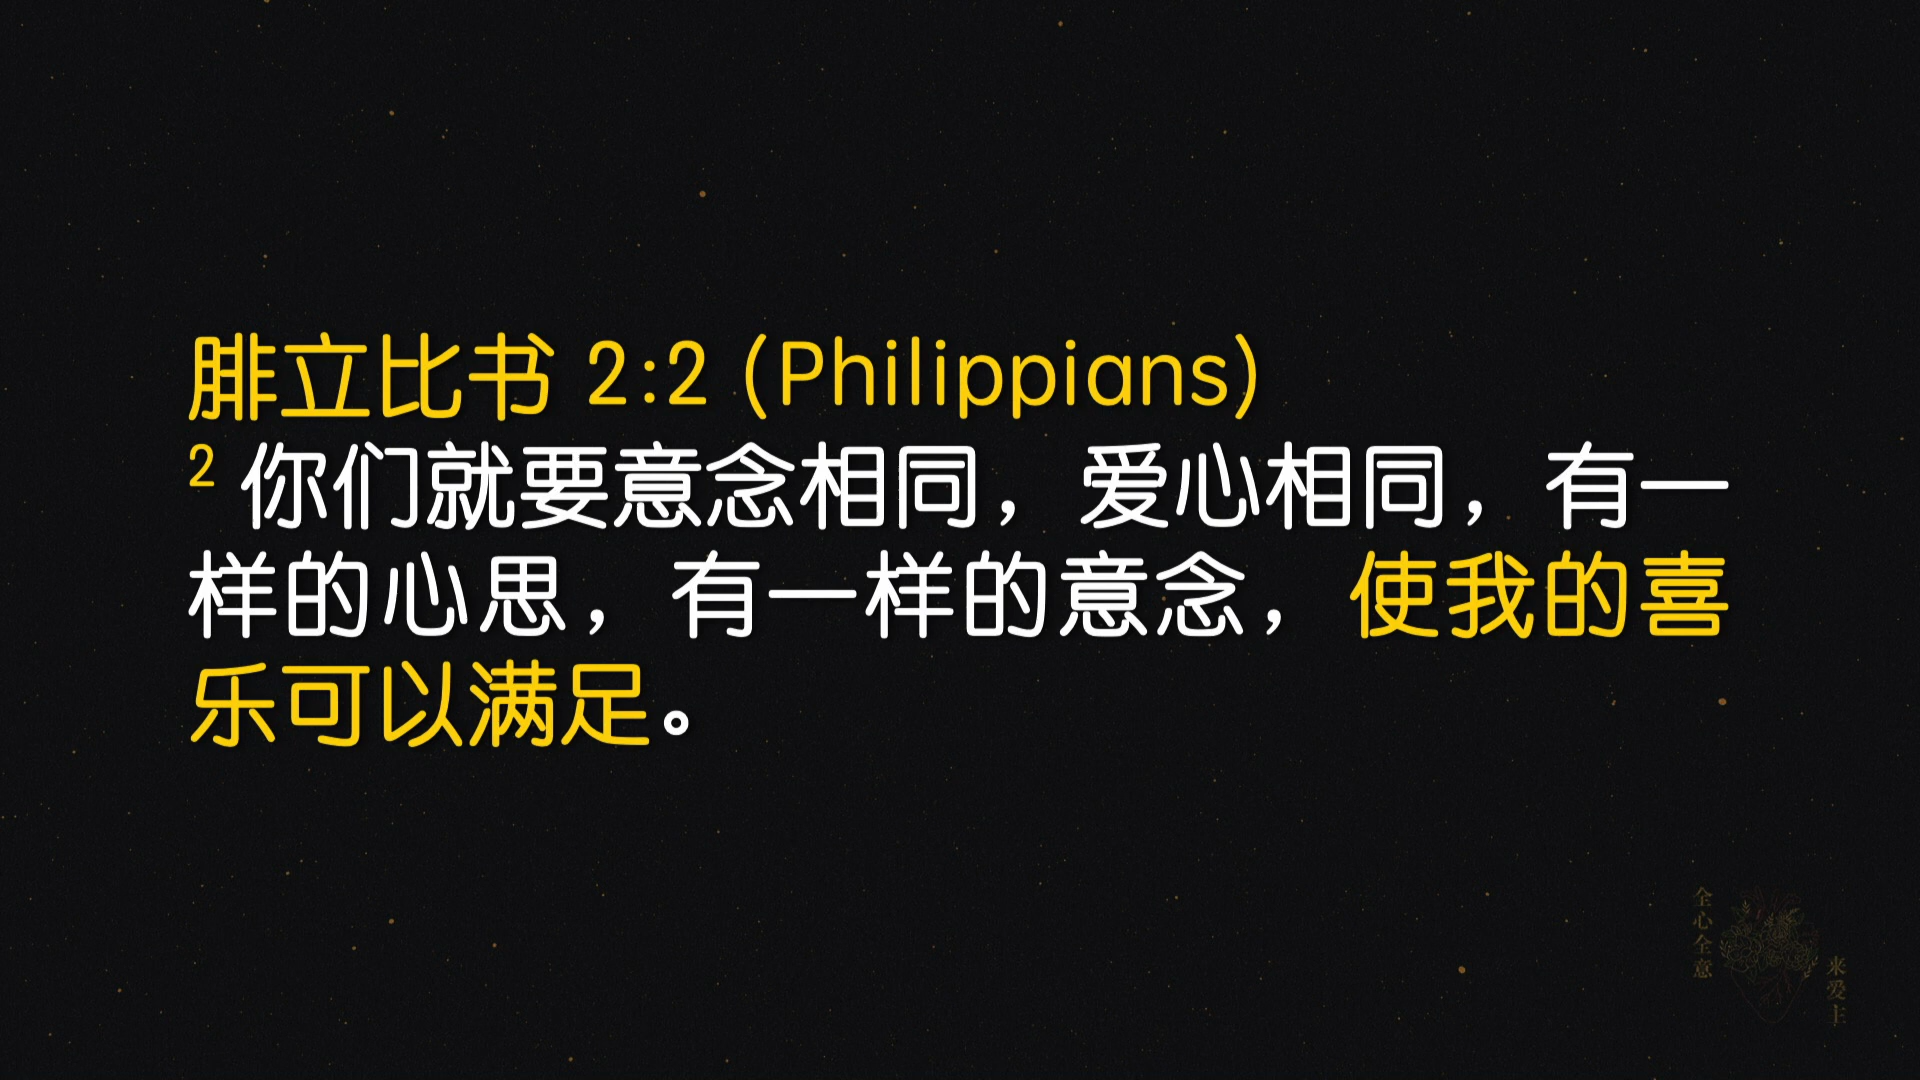 腓立比书 2:2 (Philippians)
2 你们就要意念相同，爱心相同，有一
样的心思，有一样的意念，使我的喜
乐可以满足。
全心全意
来爱主